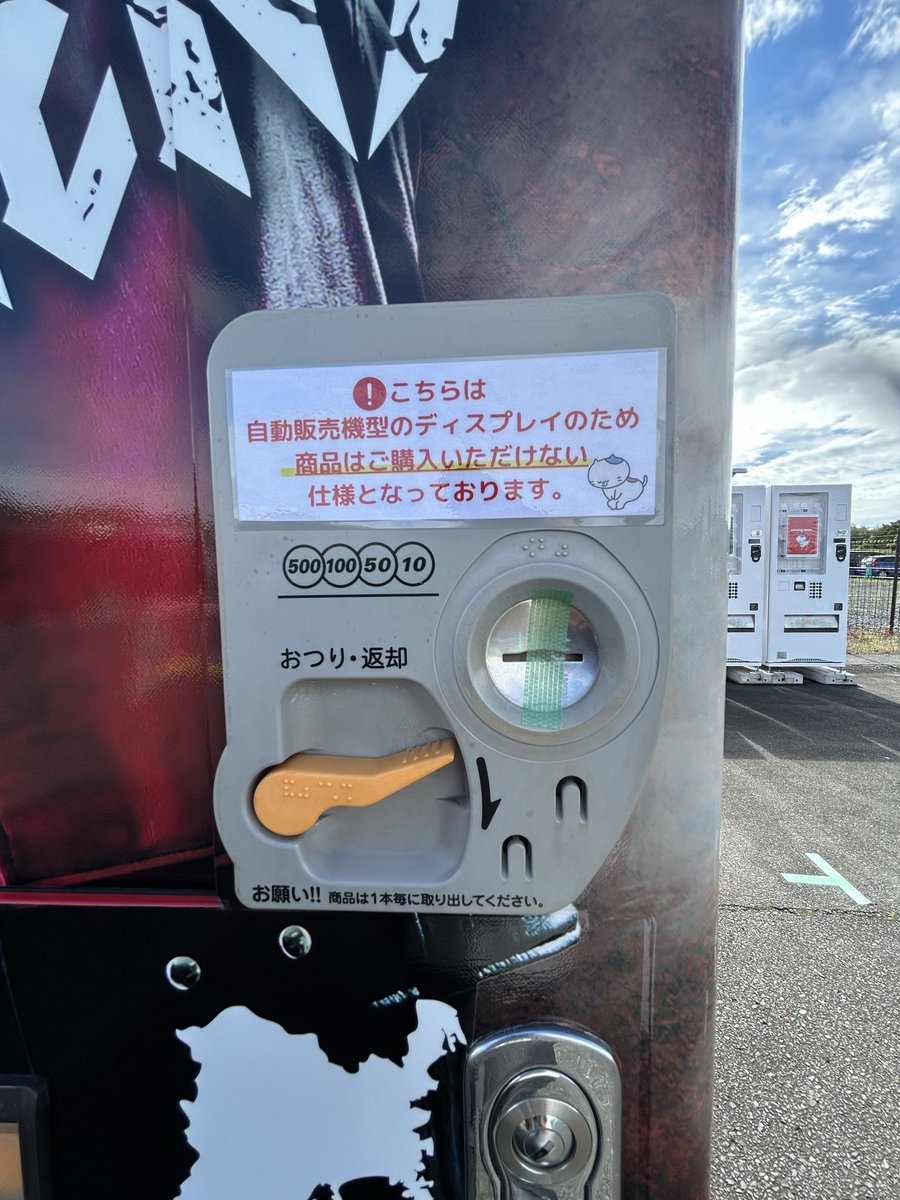 こちらは
自動販売機型のディスプレイのため
商品はご購入いただけない
仕様となっております。
500 100 50 10
おつり・返却
お願い!! 商品は1本毎に取り出してください。